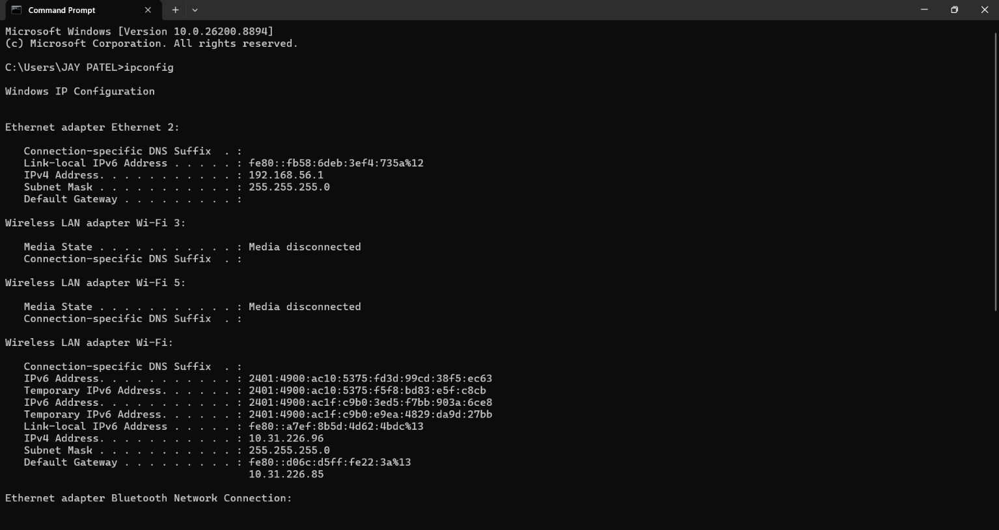 Command Prompt
Microsoft Windows [Version 10.0.26200.8894]
(c) Microsoft Corporation. All rights reserved.
C:\Users\JAY PATEL>ipconfig
Windows IP Configuration
Ethernet adapter Ethernet 2:
Connection-specific DNS Suffix  . :
Link-local IPv6 Address . . . . . : fe80::fb58:6deb:3ef4:735a%12
IPv4 Address. . . . . . . . . . . : 192.168.56.1
Subnet Mask . . . . . . . . . . . : 255.255.255.0
Default Gateway . . . . . . . . . :
Wireless LAN adapter Wi-Fi 3:
Media State . . . . . . . . . . . : Media disconnected
Connection-specific DNS Suffix  . :
Wireless LAN adapter Wi-Fi 5:
Media State . . . . . . . . . . . : Media disconnected
Connection-specific DNS Suffix  . :
Wireless LAN adapter Wi-Fi:
Connection-specific DNS Suffix  . :
IPv6 Address. . . . . . . . . . . : 2401:4900:ac10:5375:fd3d:99cd:38f5:ec63
Temporary IPv6 Address. . . . . . : 2401:4900:ac10:5375:f5f8:bd83:e5f:c8cb
IPv6 Address. . . . . . . . . . . : 2401:4900:ac1f:c9b0:3ed5:f7bb:903a:6ce8
Temporary IPv6 Address. . . . . . : 2401:4900:ac1f:c9b0:e9ea:4829:da9d:27bb
Link-local IPv6 Address . . . . . : fe80::a7ef:8b5d:4d62:4bdc%13
IPv4 Address. . . . . . . . . . . : 10.31.226.96
Subnet Mask . . . . . . . . . . . : 255.255.255.0
Default Gateway . . . . . . . . . : fe80::d06c:d5ff:fe22:3a%13
10.31.226.85
Ethernet adapter Bluetooth Network Connection: